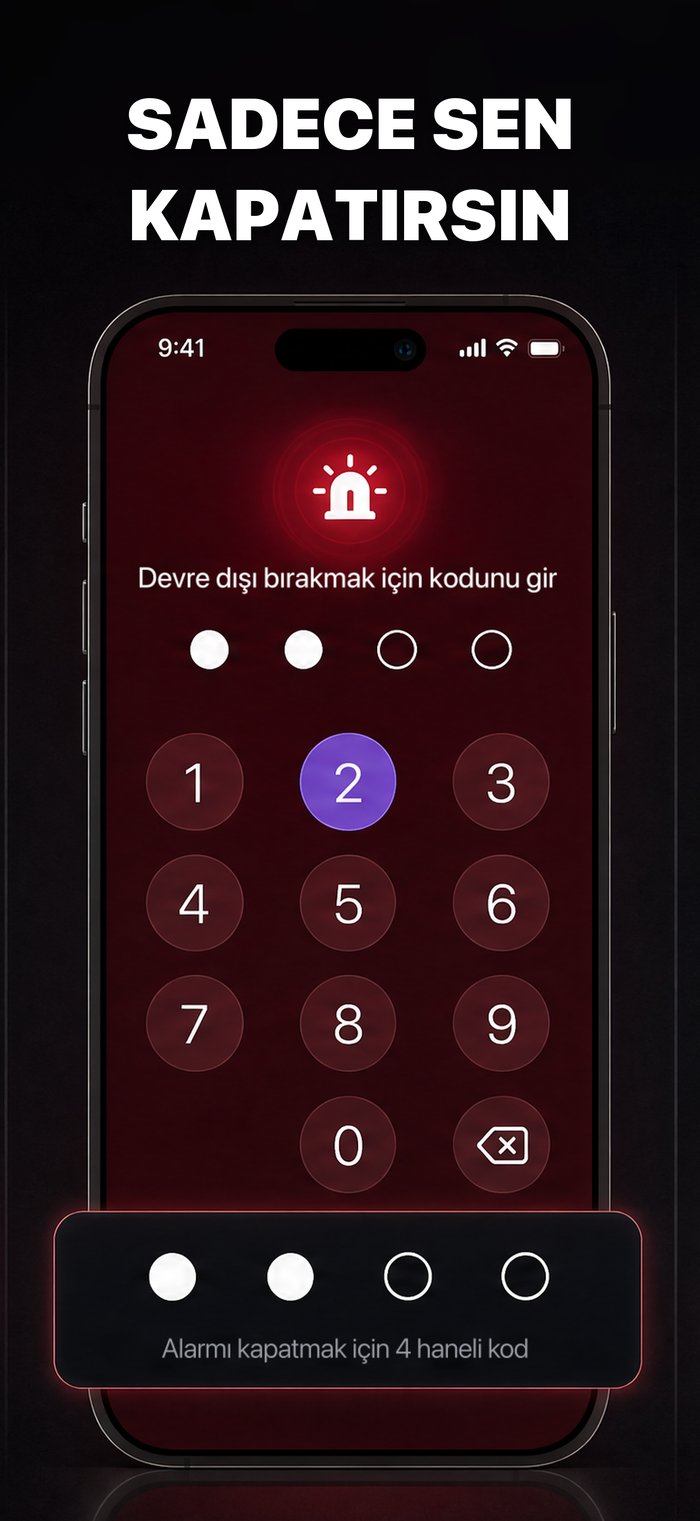 SADECE SEN
KAPATIRSIN
9:41
Devre dışı bırakmak için kodunu gir
1 2 3
4 5 6
7 8 9
0
Alarmı kapatmak için 4 haneli kod